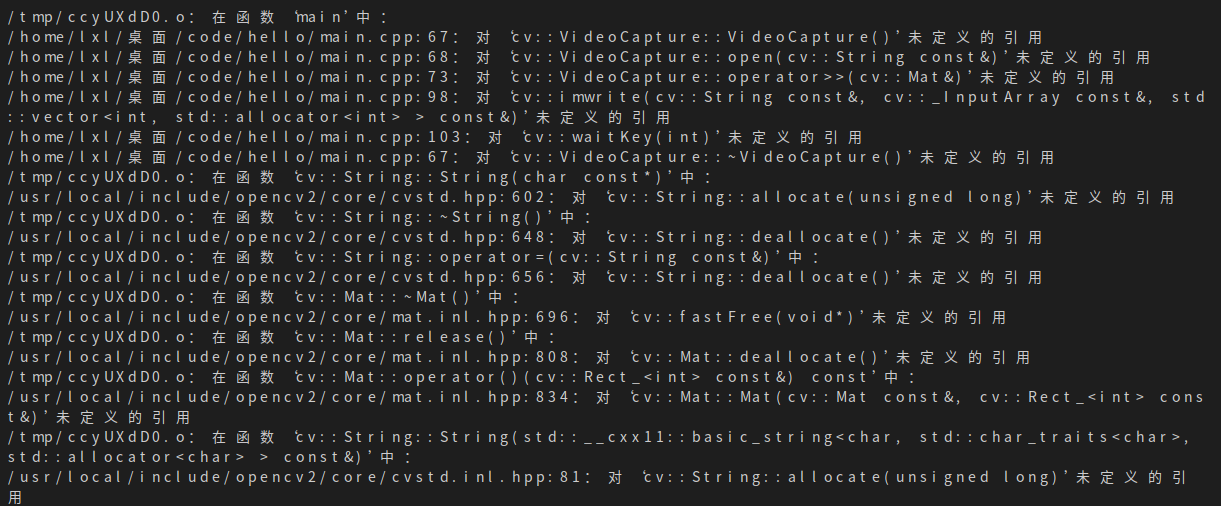 /tmp/ccyUXdD0.o：在函数‘main’中：
/home/lxl/桌面/code/hello/main.cpp:67：对‘cv::VideoCapture::VideoCapture()’未定义的引用
/home/lxl/桌面/code/hello/main.cpp:68：对‘cv::VideoCapture::open(cv::String const&)’未定义的引用
/home/lxl/桌面/code/hello/main.cpp:73：对‘cv::VideoCapture::operator>>(cv::Mat&)’未定义的引用
/home/lxl/桌面/code/hello/main.cpp:98：对‘cv::imwrite(cv::String const&, cv::_InputArray const&, std
::vector<int, std::allocator<int> > const&)’未定义的引用
/home/lxl/桌面/code/hello/main.cpp:103：对‘cv::waitKey(int)’未定义的引用
/home/lxl/桌面/code/hello/main.cpp:67：对‘cv::VideoCapture::~VideoCapture()’未定义的引用
/tmp/ccyUXdD0.o：在函数‘cv::String::String(char const*)’中：
/usr/local/include/opencv2/core/cvstd.hpp:602：对‘cv::String::allocate(unsigned long)’未定义的引用
/tmp/ccyUXdD0.o：在函数‘cv::String::~String()’中：
/usr/local/include/opencv2/core/cvstd.hpp:648：对‘cv::String::deallocate()’未定义的引用
/tmp/ccyUXdD0.o：在函数‘cv::String::operator=(cv::String const&)’中：
/usr/local/include/opencv2/core/cvstd.hpp:656：对‘cv::String::deallocate()’未定义的引用
/tmp/ccyUXdD0.o：在函数‘cv::Mat::~Mat()’中：
/usr/local/include/opencv2/core/mat.inl.hpp:696：对‘cv::fastFree(void*)’未定义的引用
/tmp/ccyUXdD0.o：在函数‘cv::Mat::release()’中：
/usr/local/include/opencv2/core/mat.inl.hpp:808：对‘cv::Mat::deallocate()’未定义的引用
/tmp/ccyUXdD0.o：在函数‘cv::Mat::operator()(cv::Rect_<int> const&) const’中：
/usr/local/include/opencv2/core/mat.inl.hpp:834：对‘cv::Mat::Mat(cv::Mat const&, cv::Rect_<int> cons
t&)’未定义的引用
/tmp/ccyUXdD0.o：在函数‘cv::String::String(std::__cxx11::basic_string<char, std::char_traits<char>,
std::allocator<char> > const&)’中：
/usr/local/include/opencv2/core/cvstd.inl.hpp:81：对‘cv::String::allocate(unsigned long)’未定义的引
用